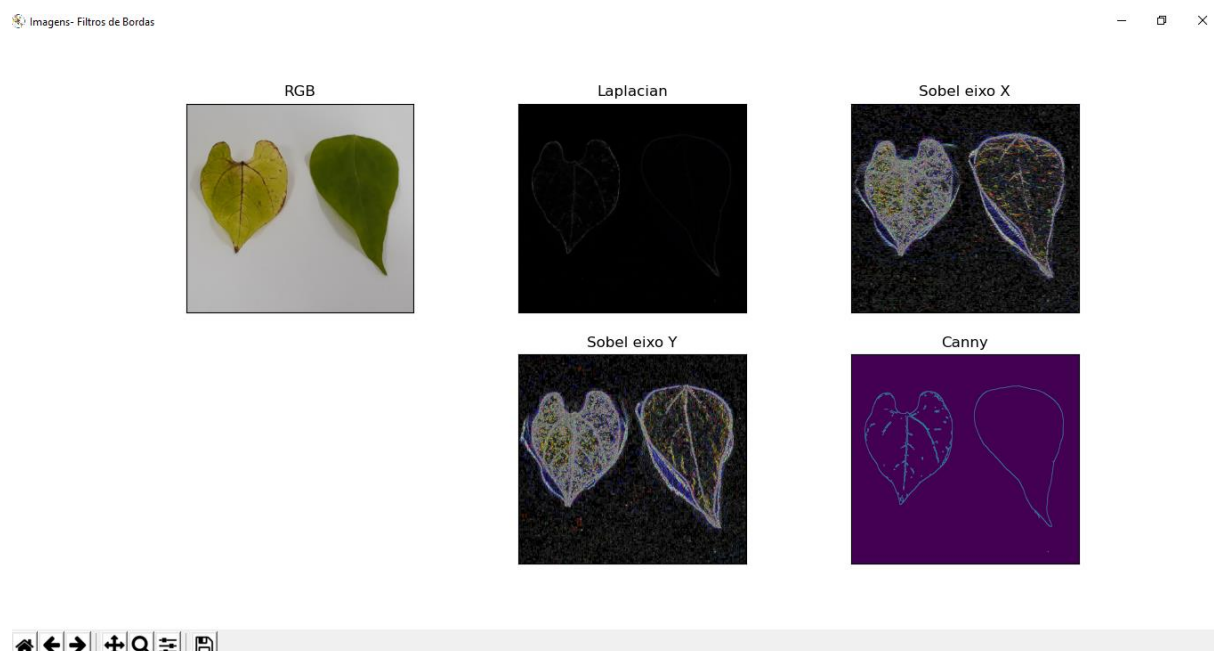 Imagens- Filtros de Bordas
RGB
Laplacian
Sobel eixo X
Sobel eixo Y
Canny